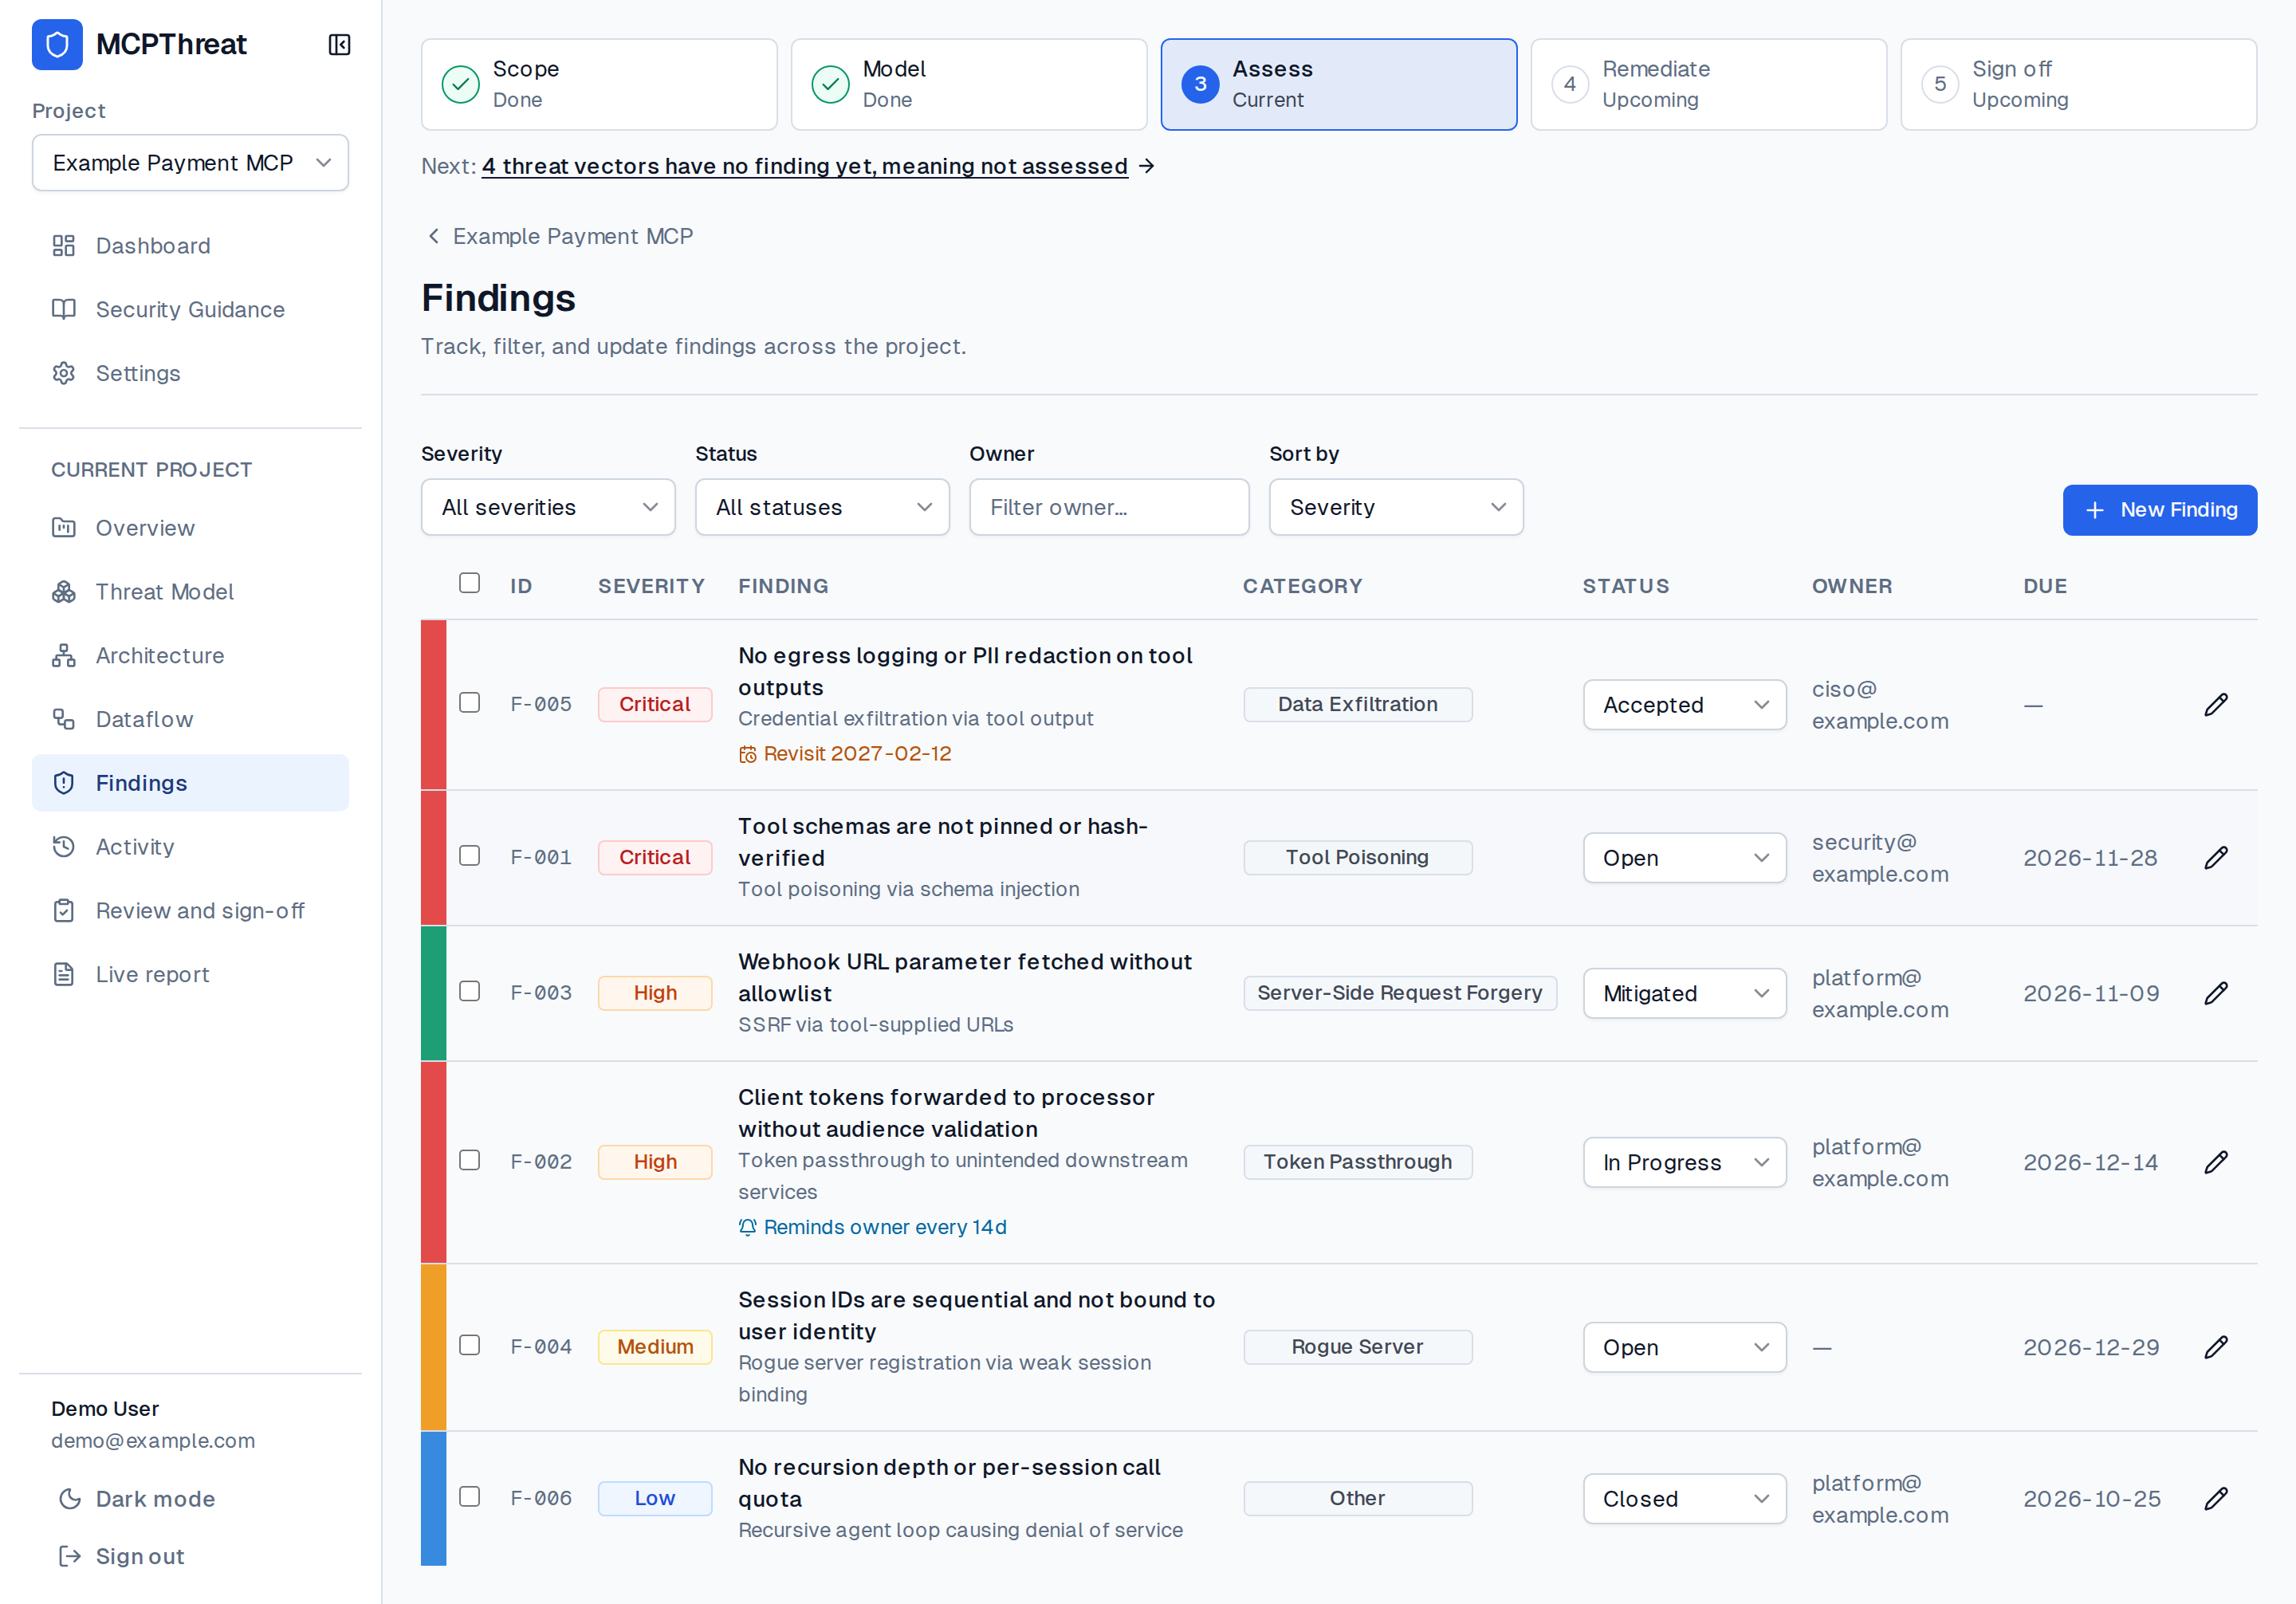 MCPThreat
Project
Example Payment MCP
Dashboard
Security Guidance
Settings
CURRENT PROJECT
Overview
Threat Model
Architecture
Dataflow
Findings
Activity
Review and sign-off
Live report
Demo User
demo@example.com
Dark mode
Sign out
Scope
Done
Model
Done
3
Assess
Current
4
Remediate
Upcoming
5
Sign off
Upcoming
Next: 4 threat vectors have no finding yet, meaning not assessed →
Example Payment MCP
Findings
Track, filter, and update findings across the project.
Severity
All severities
Status
All statuses
Owner
Filter owner...
Sort by
Severity
New Finding
ID SEVERITY FINDING CATEGORY STATUS OWNER DUE
F-005
Critical
No egress logging or PII redaction on tool
outputs
Credential exfiltration via tool output
Revisit 2027-02-12
Data Exfiltration
Accepted
ciso@
example.com
—
F-001
Critical
Tool schemas are not pinned or hash-
verified
Tool poisoning via schema injection
Tool Poisoning
Open
security@
example.com
2026-11-28
F-003
High
Webhook URL parameter fetched without
allowlist
SSRF via tool-supplied URLs
Server-Side Request Forgery
Mitigated
platform@
example.com
2026-11-09
F-002
High
Client tokens forwarded to processor
without audience validation
Token passthrough to unintended downstream
services
Reminds owner every 14d
Token Passthrough
In Progress
platform@
example.com
2026-12-14
F-004
Medium
Session IDs are sequential and not bound to
user identity
Rogue server registration via weak session
binding
Rogue Server
Open
—
2026-12-29
F-006
Low
No recursion depth or per-session call
quota
Recursive agent loop causing denial of service
Other
Closed
platform@
example.com
2026-10-25